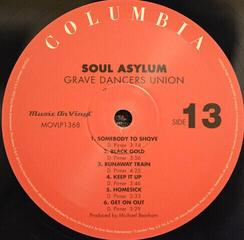 COLUMBIA
SOUL ASYLUM
GRAVE DANCERS UNION
Music On Vinyl
MOVLP1368
SIDE 13
1. SOMEBODY TO SHOVE
D. Pirner 3:14
2. BLACK GOLD
D. Pirner 3:56
3. RUNAWAY TRAIN
D. Pirner 4:25
4. KEEP IT UP
D. Pirner 3:46
5. HOMESICK
D. Pirner 3:33
6. GET ON OUT
D. Pirner 3:29
Produced by Michael Beinhorn